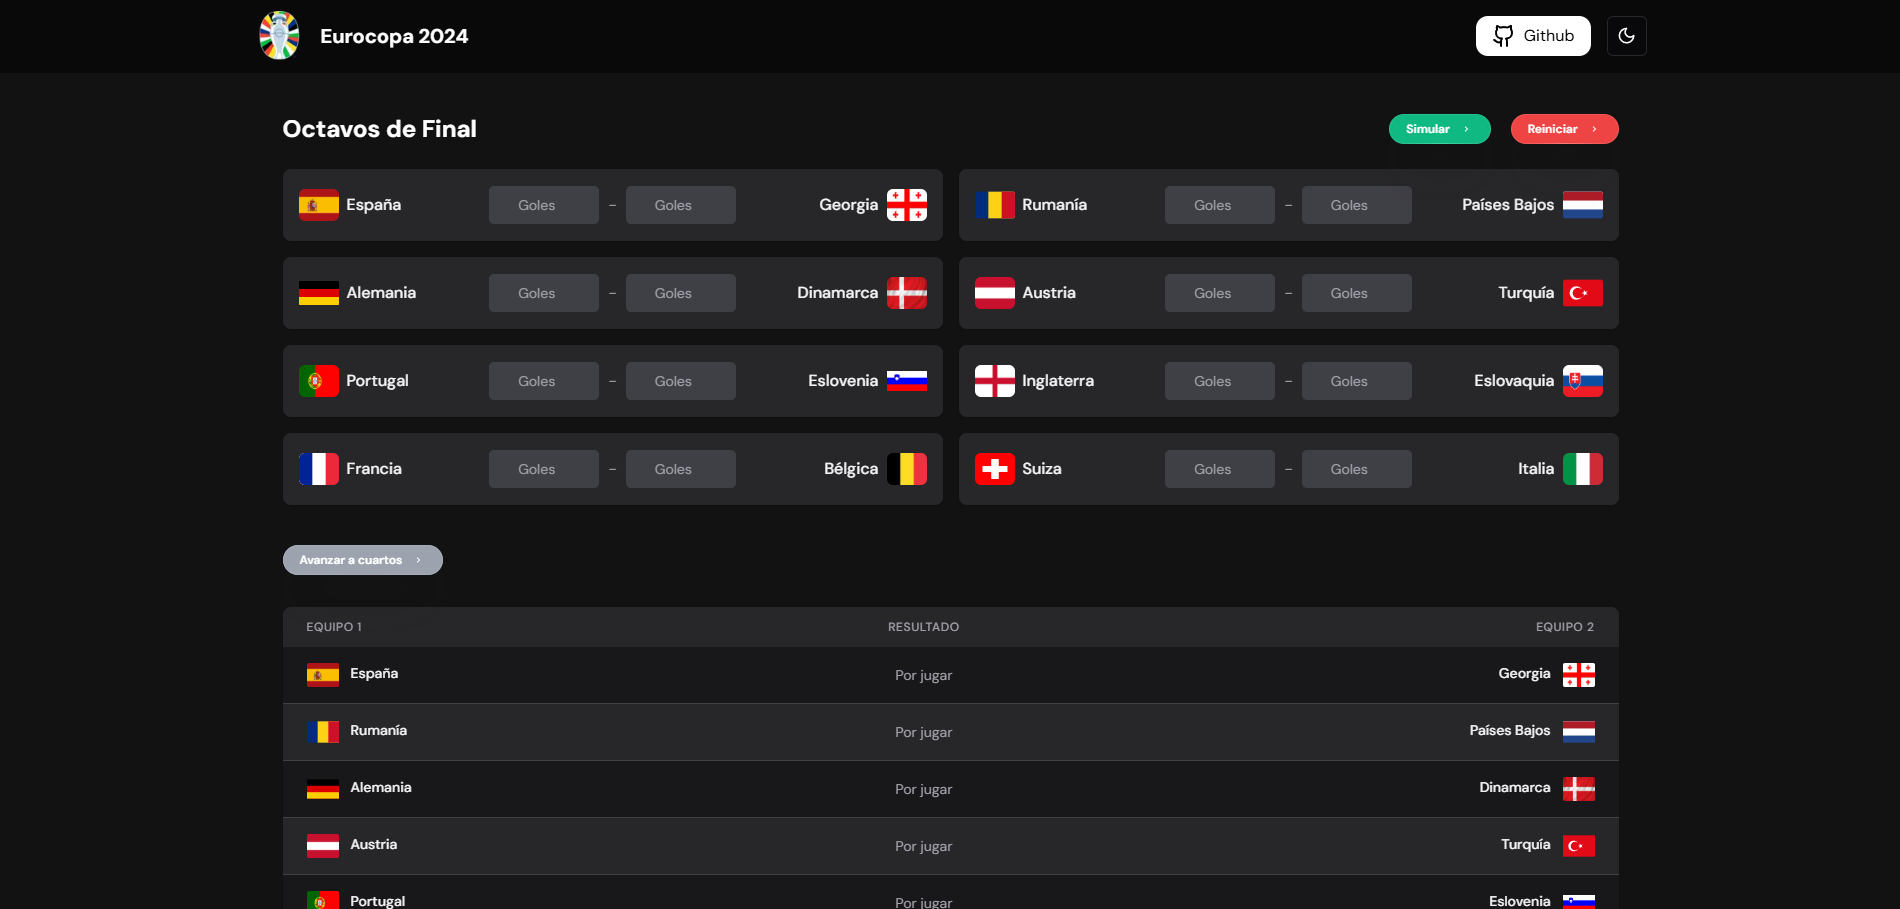 Eurocopa 2024
Github
Octavos de Final
Simular
Reiniciar
España Goles - Goles Georgia
Rumanía Goles - Goles Países Bajos
Alemania Goles - Goles Dinamarca
Austria Goles - Goles Turquía
Portugal Goles - Goles Eslovenia
Inglaterra Goles - Goles Eslovaquia
Francia Goles - Goles Bélgica
Suiza Goles - Goles Italia
Avanzar a cuartos
EQUIPO 1 RESULTADO EQUIPO 2
España Por jugar Georgia
Rumanía Por jugar Países Bajos
Alemania Por jugar Dinamarca
Austria Por jugar Turquía
Portugal Por jugar Eslovenia